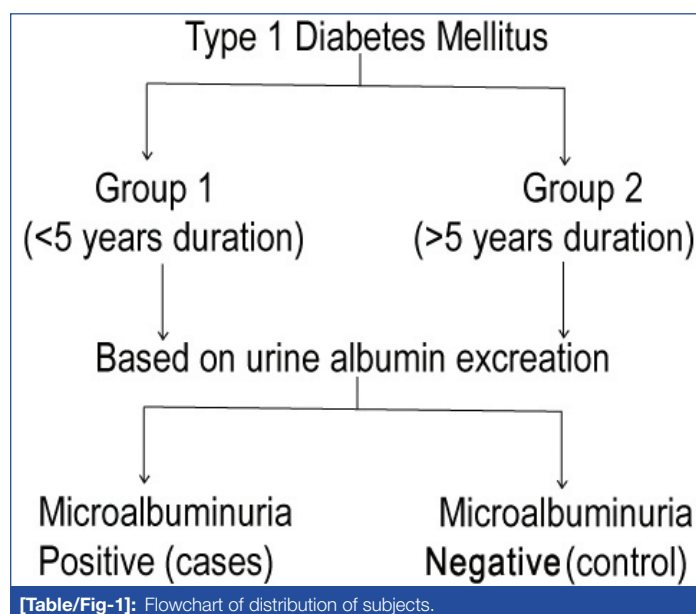 Type 1 Diabetes Mellitus
Group 1
(<5 years duration)
Group 2
(>5 years duration)
Based on urine albumin excreation
Microalbuminuria
Positive (cases)
Microalbuminuria
Negative (control)
[Table/Fig-1]: Flowchart of distribution of subjects.